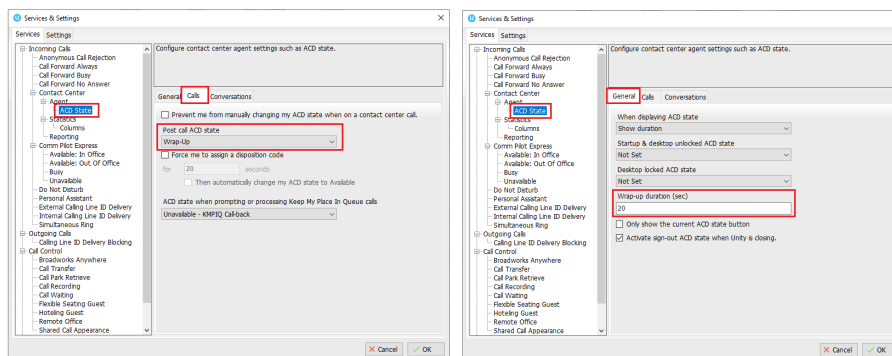 Services & Settings
Services Settings
Incoming Calls
Anonymous Call Rejection
Call Forward Always
Call Forward Busy
Call Forward No Answer
Contact Center
Agent
ACD State
Statistics
Columns
Reporting
Comm Pilot Express
Available: In Office
Available: Out Of Office
Busy
Unavailable
Do Not Disturb
Personal Assistant
External Calling Line ID Delivery
Internal Calling Line ID Delivery
Simultaneous Ring
Outgoing Calls
Calling Line ID Delivery Blocking
Call Control
Broadworks Anywhere
Call Transfer
Call Park Retrieve
Call Recording
Call Waiting
Flexible Seating Guest
Hoteling Guest
Remote Office
Shared Call Appearance
Configure contact center agent settings such as ACD state.
General Calls Conversations
Prevent me from manually changing my ACD state when on a contact center call.
Post call ACD state
Wrap-Up
Force me to assign a disposition code
for 20 seconds
Then automatically change my ACD state to Available
ACD state when prompting or processing Keep My Place In Queue calls
Unavailable - KMPIQ Call-back
Cancel OK
Services & Settings
Services Settings
Incoming Calls
Anonymous Call Rejection
Call Forward Always
Call Forward Busy
Call Forward No Answer
Contact Center
Agent
ACD State
Statistics
Columns
Reporting
Comm Pilot Express
Available: In Office
Available: Out Of Office
Busy
Unavailable
Do Not Disturb
Personal Assistant
External Calling Line ID Delivery
Internal Calling Line ID Delivery
Simultaneous Ring
Outgoing Calls
Calling Line ID Delivery Blocking
Call Control
Broadworks Anywhere
Call Transfer
Call Park Retrieve
Call Recording
Call Waiting
Flexible Seating Guest
Hoteling Guest
Remote Office
Shared Call Appearance
Configure contact center agent settings such as ACD state.
General Calls Conversations
When displaying ACD state
Show duration
Startup & desktop unlocked ACD state
Not Set
Desktop locked ACD state
Not Set
Wrap-up duration (sec)
20
Only show the current ACD state button
Activate sign-out ACD state when Unity is closing.
Cancel OK